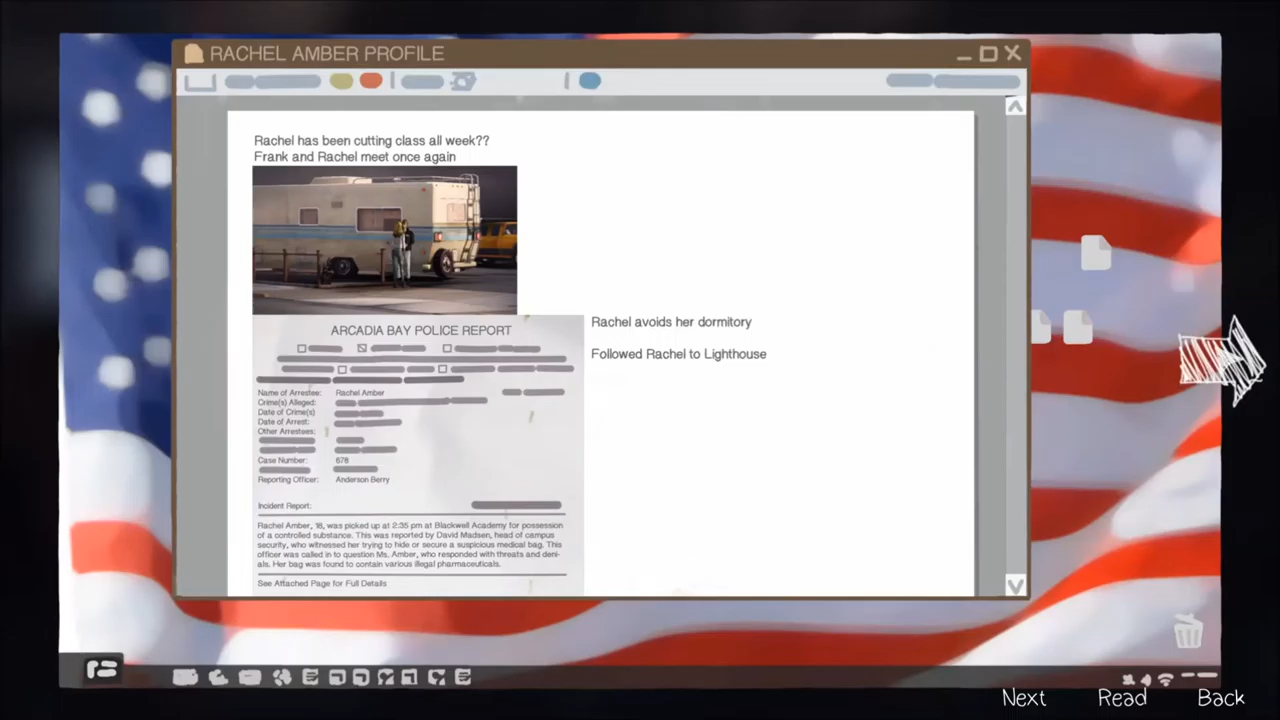 RACHEL AMBER PROFILE
Rachel has been cutting class all week??
Frank and Rachel meet once again
Rachel avoids her dormitory
Followed Rachel to Lighthouse
ARCADIA BAY POLICE REPORT
Name of Arrestee: Rachel Amber
Crime(s) Alleged:
Date of Crime(s)
Date of Arrest:
Other Arrestees:
Case Number: 678
Reporting Officer: Anderson Berry
Incident Report:
Rachel Amber, 18, was picked up at 2:35 pm at Blackwell Academy for possession
of a controlled substance. This was reported by David Madsen, head of campus
security, who witnessed her trying to hide or secure a suspicious medical bag. This
officer was called in to question Ms. Amber, who responded with threats and deni-
als. Her bag was found to contain various illegal pharmaceuticals.
See Attached Page for Full Details
Next Read Back